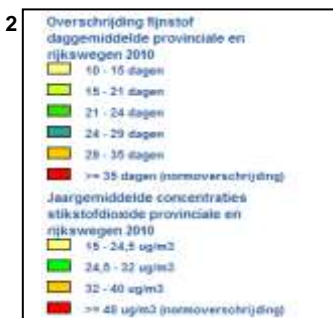 2
Overschrijding fijnstof
daggemiddelde provinciale en
rijkswegen 2010
10 - 15 dagen
15 - 21 dagen
21 - 24 dagen
24 - 29 dagen
29 - 35 dagen
>= 35 dagen (normoverschrijding)
Jaargemiddelde concentraties
stikstofdioxide provinciale en
rijkswegen 2010
15 - 24,5 ug/m3
24,5 - 32 ug/m3
32 - 40 ug/m3
>= 40 ug/m3 (normoverschrijding)